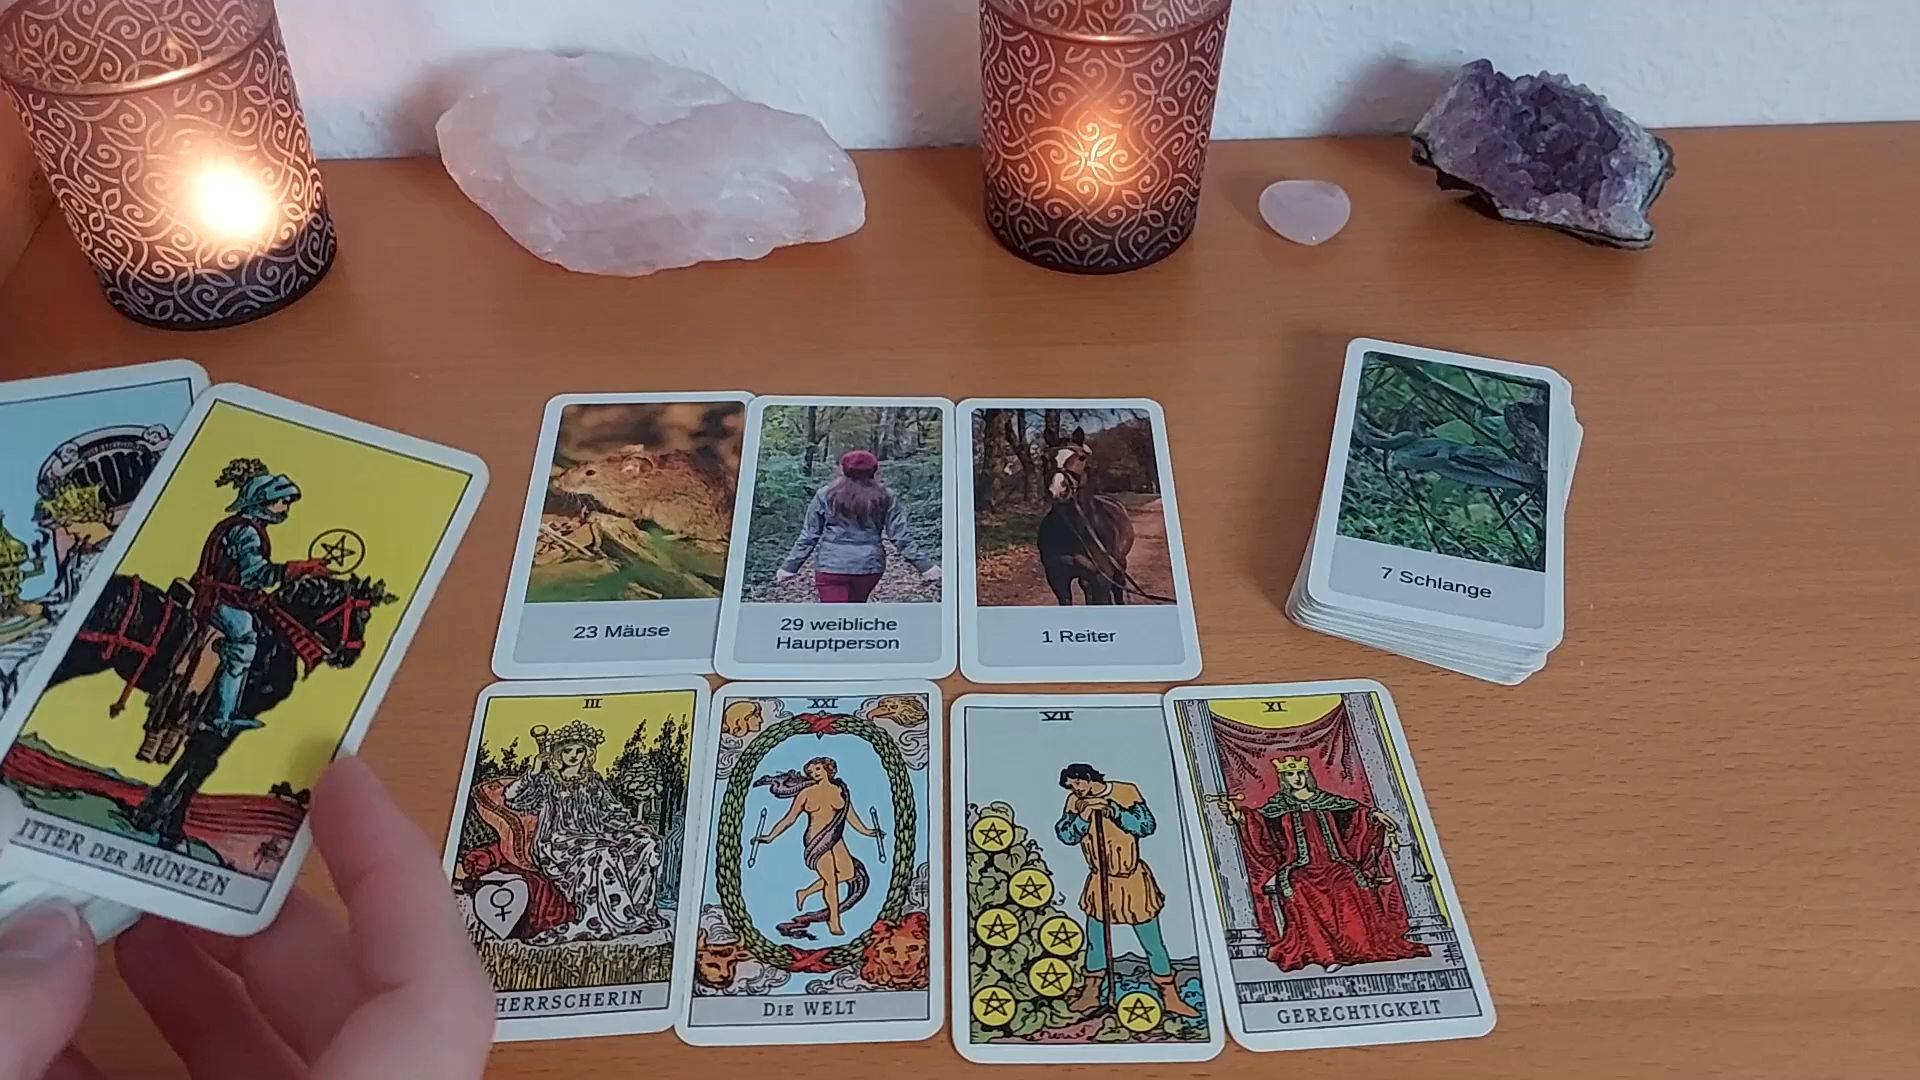 7 Schlange
23 Mäuse
29 weibliche
Hauptperson
1 Reiter
ITTER DER MÜNZEN
III
HERRSCHERIN
XXI
DIE WELT
VII
XI
GERECHTIGKEIT